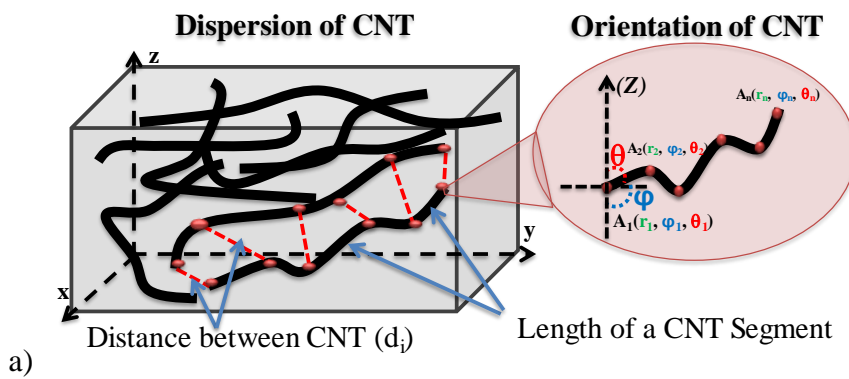 Dispersion of CNT
Orientation of CNT
z
(Z)
Aₙ(rₙ, φₙ, θₙ)
A₂(r₂, φ₂, θ₂)
θ
φ
A₁(r₁, φ₁, θ₁)
y
x
Distance between CNT (dᵢ)
Length of a CNT Segment
a)